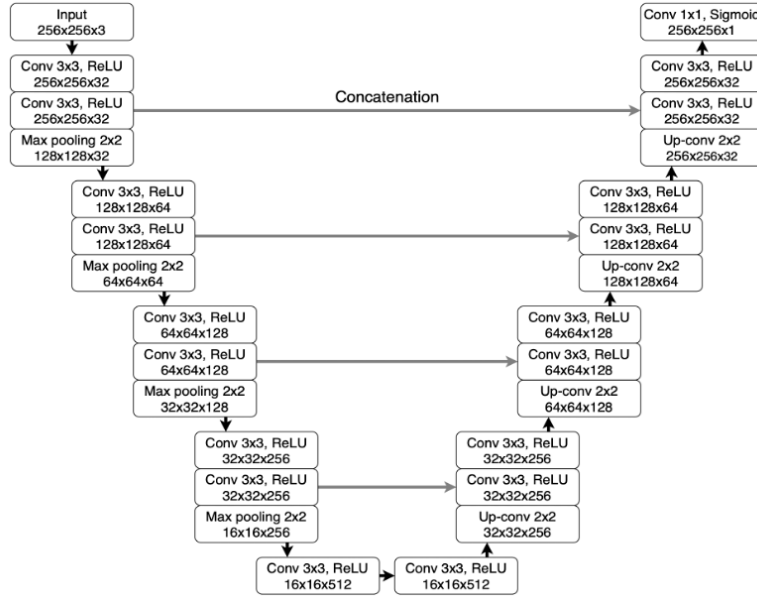 Input
256x256x3
Conv 3x3, ReLU
256x256x32
Conv 3x3, ReLU
256x256x32
Max pooling 2x2
128x128x32
Conv 3x3, ReLU
128x128x64
Conv 3x3, ReLU
128x128x64
Max pooling 2x2
64x64x64
Conv 3x3, ReLU
64x64x128
Conv 3x3, ReLU
64x64x128
Max pooling 2x2
32x32x128
Conv 3x3, ReLU
32x32x256
Conv 3x3, ReLU
32x32x256
Max pooling 2x2
16x16x256
Conv 3x3, ReLU
16x16x512
Conv 3x3, ReLU
16x16x512
Concatenation
Conv 1x1, Sigmoid
256x256x1
Conv 3x3, ReLU
256x256x32
Conv 3x3, ReLU
256x256x32
Up-conv 2x2
256x256x32
Conv 3x3, ReLU
128x128x64
Conv 3x3, ReLU
128x128x64
Up-conv 2x2
128x128x64
Conv 3x3, ReLU
64x64x128
Conv 3x3, ReLU
64x64x128
Up-conv 2x2
64x64x128
Conv 3x3, ReLU
32x32x256
Conv 3x3, ReLU
32x32x256
Up-conv 2x2
32x32x256